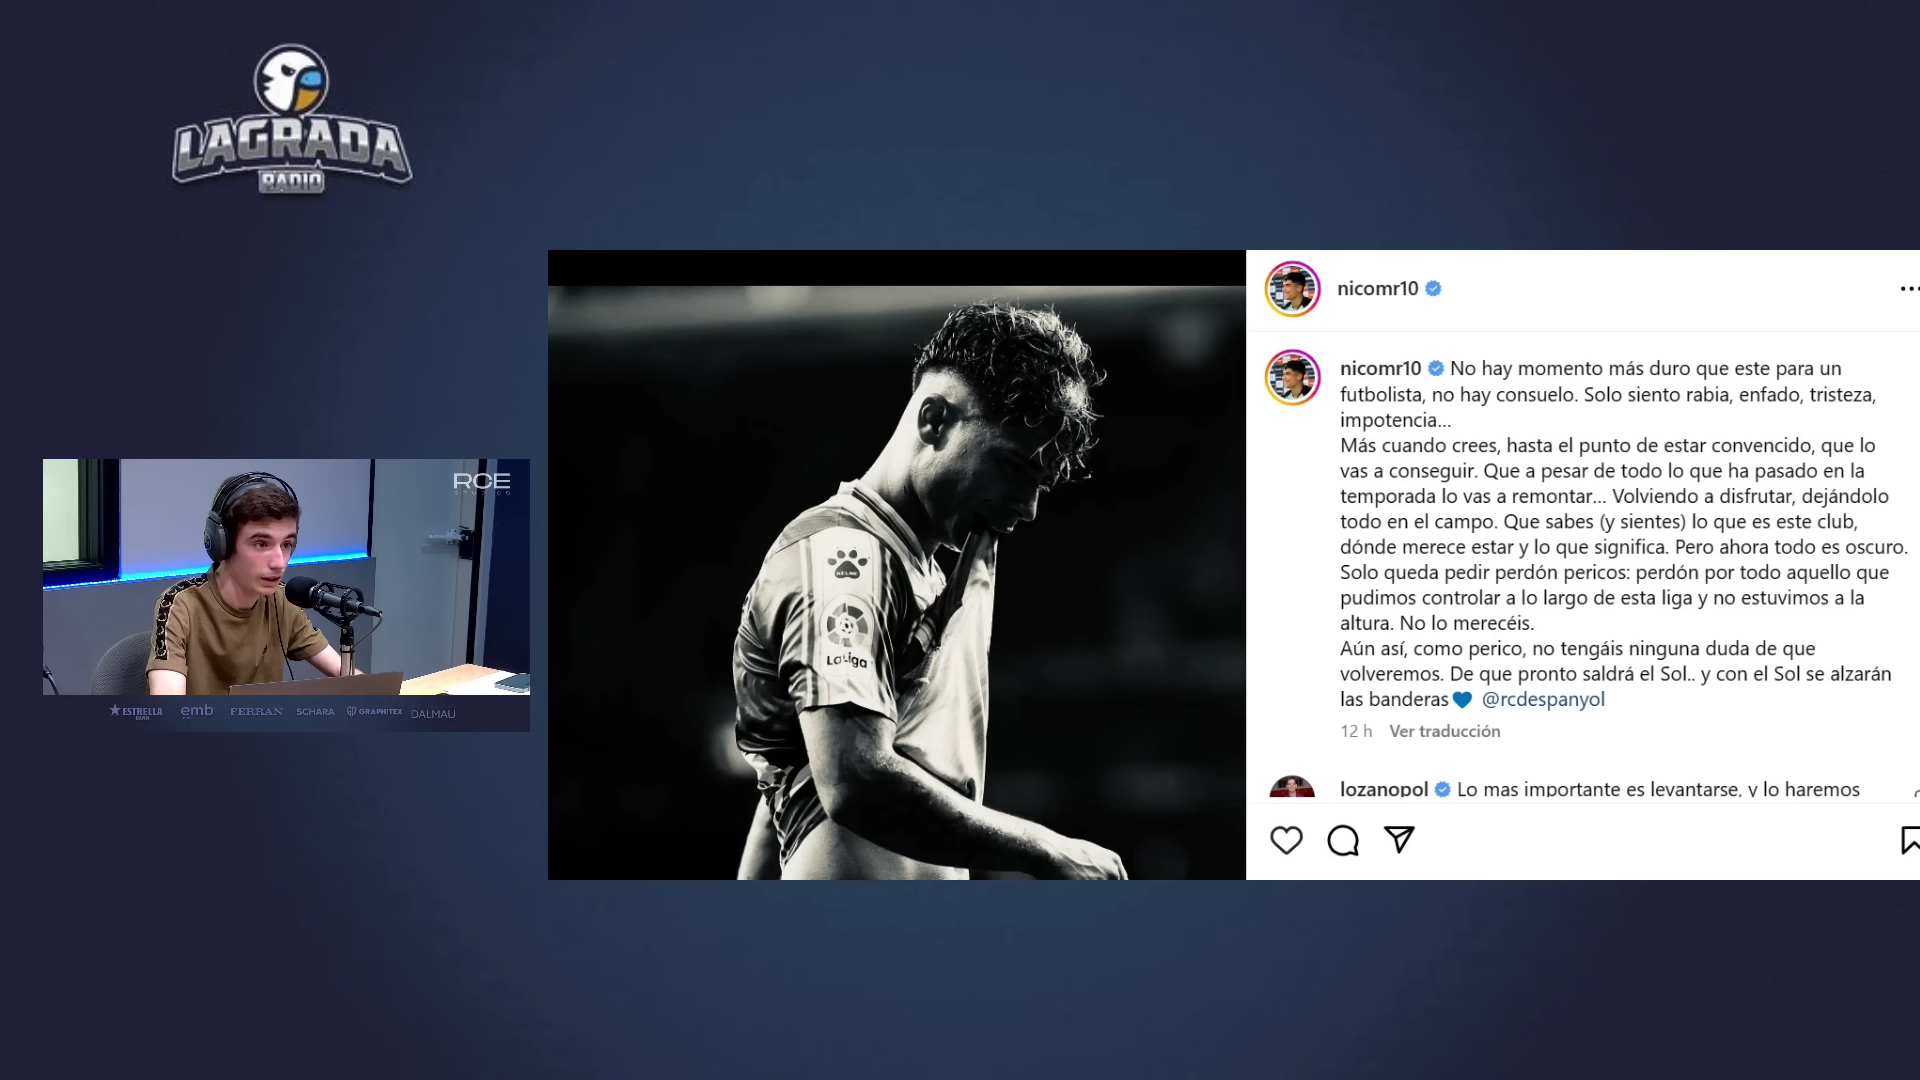 LAGRADA
RADIO
nicomr10
nicomr10 No hay momento más duro que este para un
futbolista, no hay consuelo. Solo siento rabia, enfado, tristeza,
impotencia...
Más cuando crees, hasta el punto de estar convencido, que lo
vas a conseguir. Que a pesar de todo lo que ha pasado en la
temporada lo vas a remontar... Volviendo a disfrutar, dejándolo
todo en el campo. Que sabes (y sientes) lo que es este club,
dónde merece estar y lo que significa. Pero ahora todo es oscuro.
Solo queda pedir perdón pericos: perdón por todo aquello que
pudimos controlar a lo largo de esta liga y no estuvimos a la
altura. No lo merecéis.
Aún así, como perico, no tengáis ninguna duda de que
volveremos. De que pronto saldrá el Sol.. y con el Sol se alzarán
las banderas💙 @rcdespanyol
12 h Ver traducción
lozanopol Lo mas importante es levantarse, y lo haremos
LaLiga
RCE
STUDIOS
ESTRELLA
DAMM
emb
FERRAN
SCHARA
GRAPHITEX
DALMAU